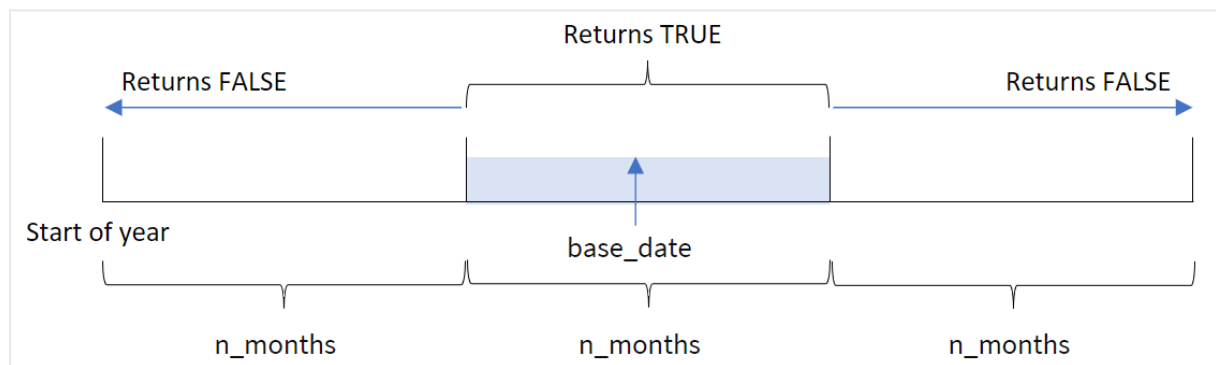 Returns TRUE
Returns FALSE
Returns FALSE
Start of year
base_date
n_months
n_months
n_months